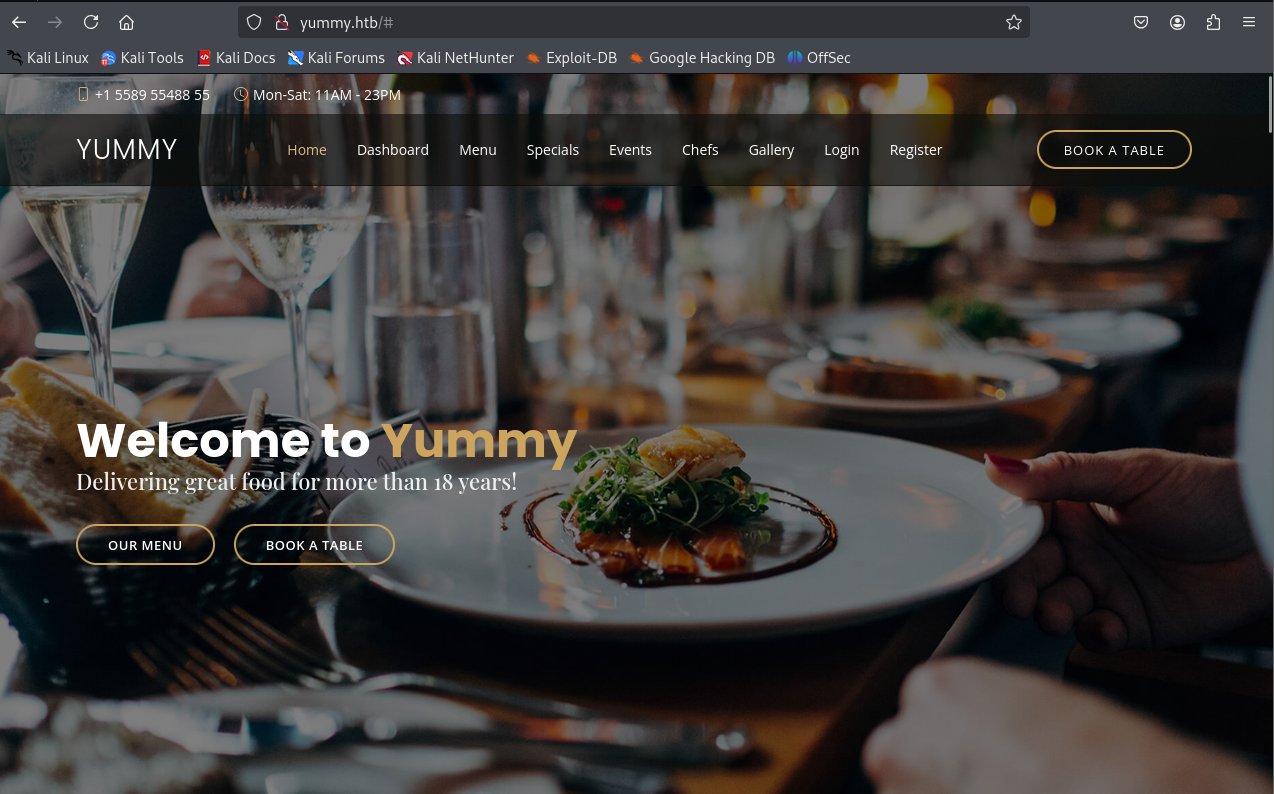 yummy.htb/#
Kali Linux Kali Tools Kali Docs Kali Forums Kali NetHunter Exploit-DB Google Hacking DB OffSec
+1 5589 55488 55 Mon-Sat: 11AM - 23PM
YUMMY Home Dashboard Menu Specials Events Chefs Gallery Login Register BOOK A TABLE
Welcome to Yummy
Delivering great food for more than 18 years!
OUR MENU BOOK A TABLE